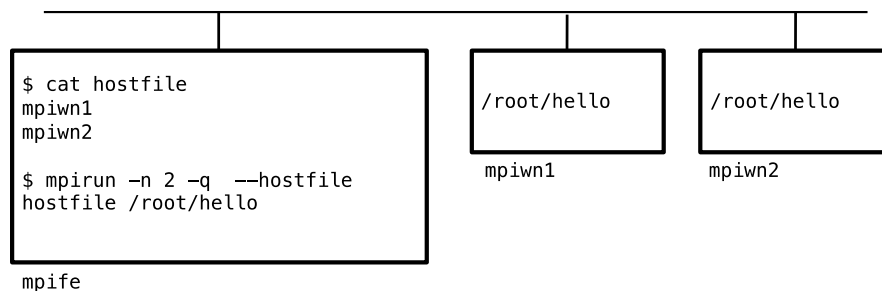 $ cat hostfile
mpiwn1
mpiwn2
$ mpirun −n 2 −q  −−hostfile
hostfile /root/hello
mpife
/root/hello
mpiwn1
/root/hello
mpiwn2